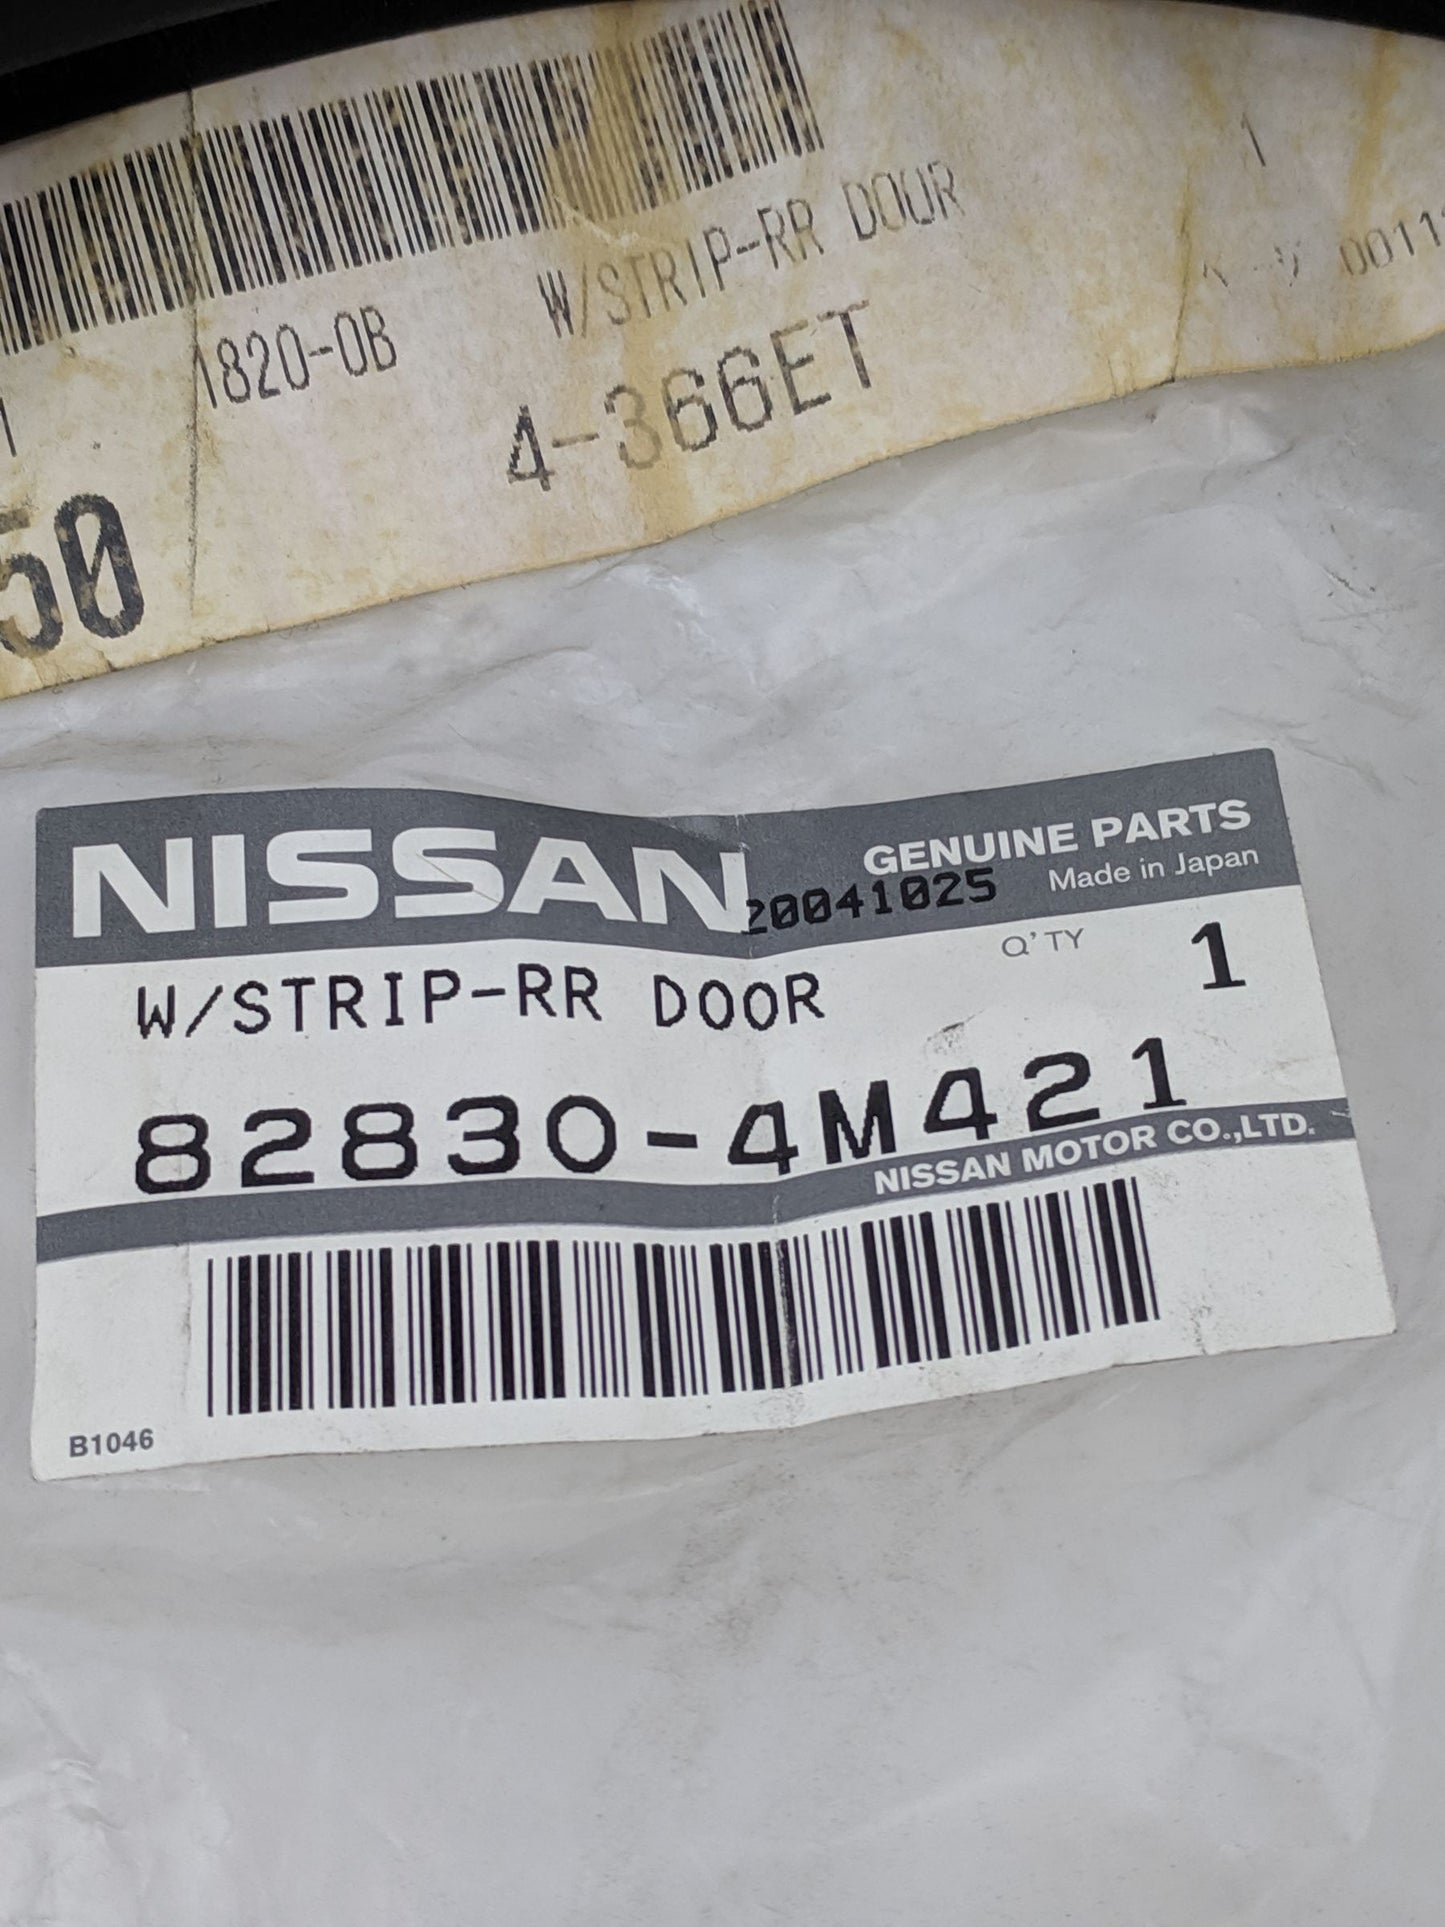 W/STRIP-RR DOOR
1
1820-0B
4-366ET
50
NISSAN
GENUINE PARTS
Made in Japan
20041025
Q'TY 1
W/STRIP-RR DOOR
82830-4M421
NISSAN MOTOR CO.,LTD.
B1046